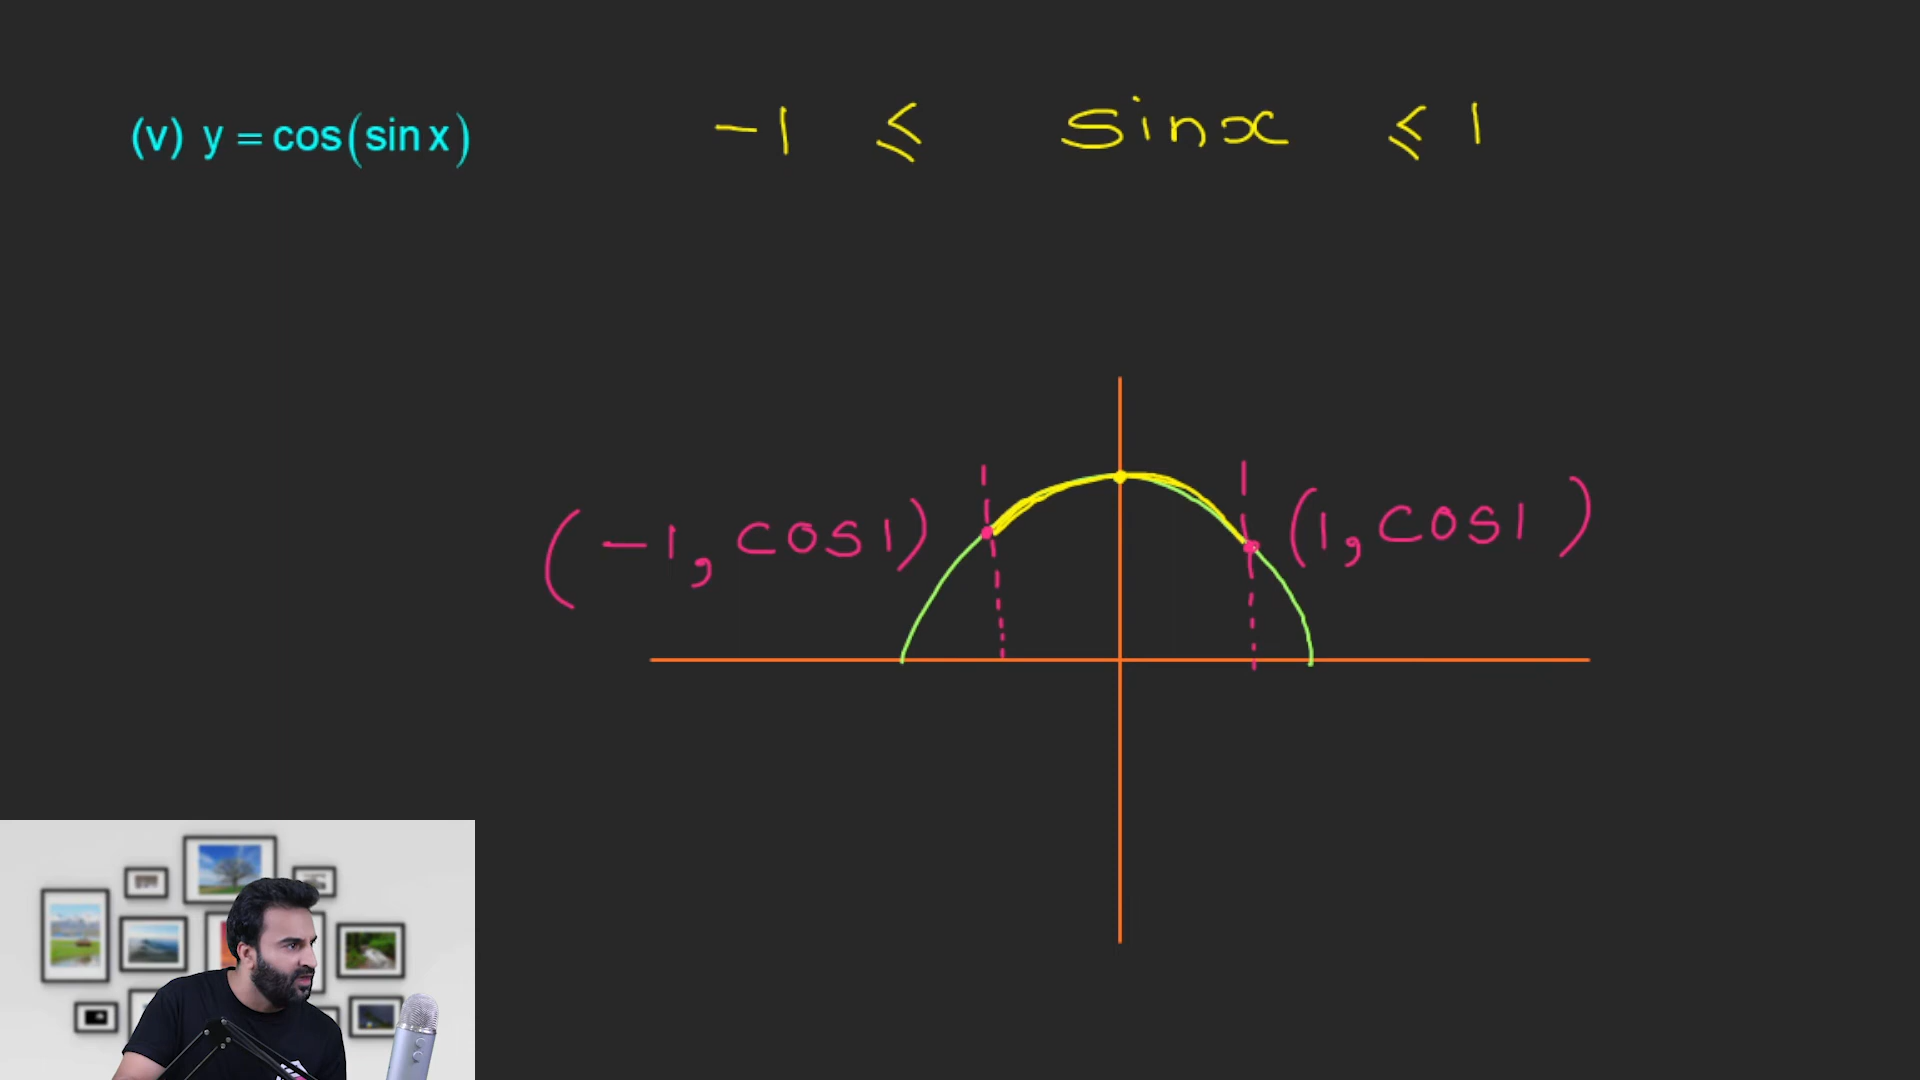 (v) y = cos(sin x) -1 ≤ sinx ≤ 1
(-1, cos1) (1, cos1)